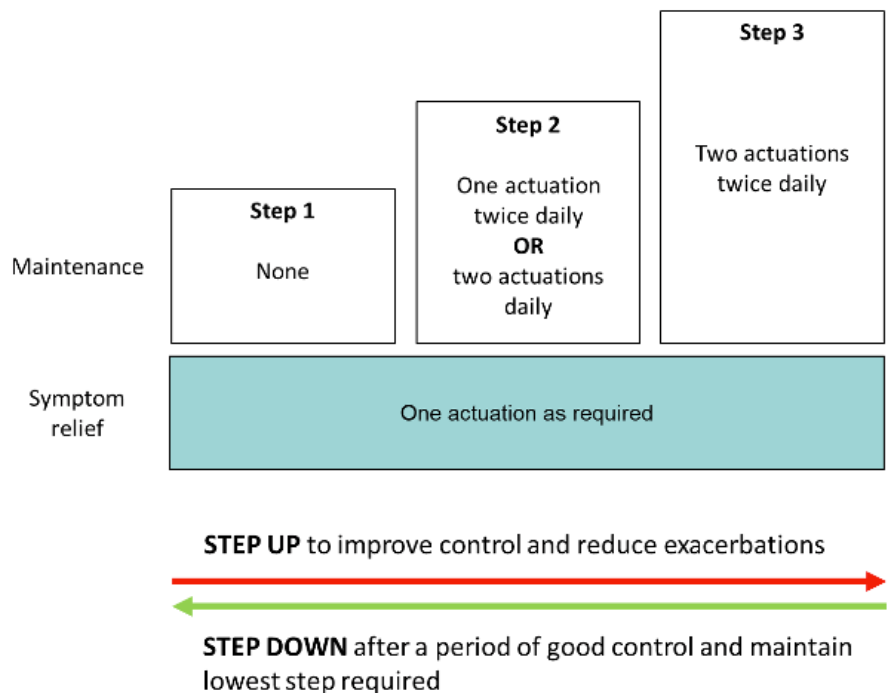 Step 3
Two actuations
twice daily
Step 2
One actuation
twice daily
OR
two actuations
daily
Step 1
None
Maintenance
Symptom
relief
One actuation as required
STEP UP to improve control and reduce exacerbations
STEP DOWN after a period of good control and maintain
lowest step required